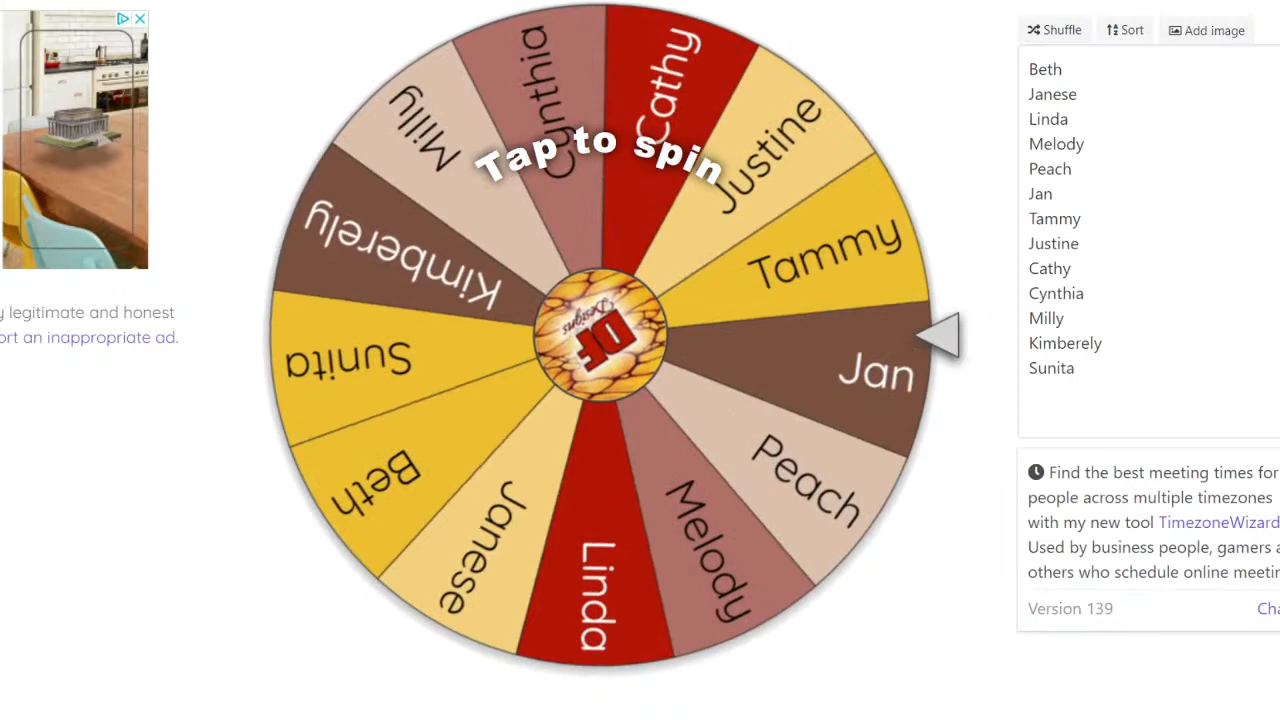 Shuffle
Sort
Add image
Cynthia
Cathy
Milly
Justine
Tap to spin
Tammy
Kimberely
DF
Designs
Sunita
Jan
Beth
Peach
Janese
Melody
Linda
Beth
Janese
Linda
Melody
Peach
Jan
Tammy
Justine
Cathy
Cynthia
Milly
Kimberely
Sunita
y legitimate and honest
ort an inappropriate ad.
Find the best meeting times for
people across multiple timezones
with my new tool TimezoneWizard
Used by business people, gamers a
others who schedule online meetin
Version 139
Cha